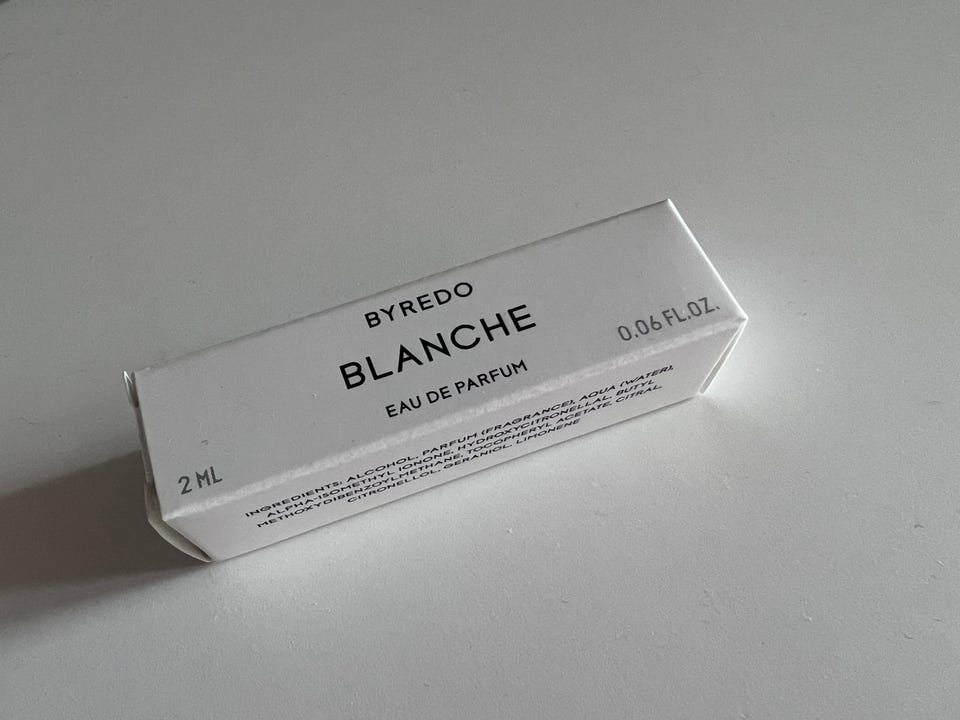 BYREDO
BLANCHE
EAU DE PARFUM
2 ML
0.06 FL.OZ.
INGREDIENTS: ALCOHOL, PARFUM (FRAGRANCE), AQUA (WATER),
ALPHA-ISOMETHYL IONONE, HYDROXYCITRONELLAL, BUTYL
METHOXYDIBENZOYLMETHANE, TOCOPHERYL ACETATE, CITRAL,
CITRONELLOL, GERANIOL, LIMONENE